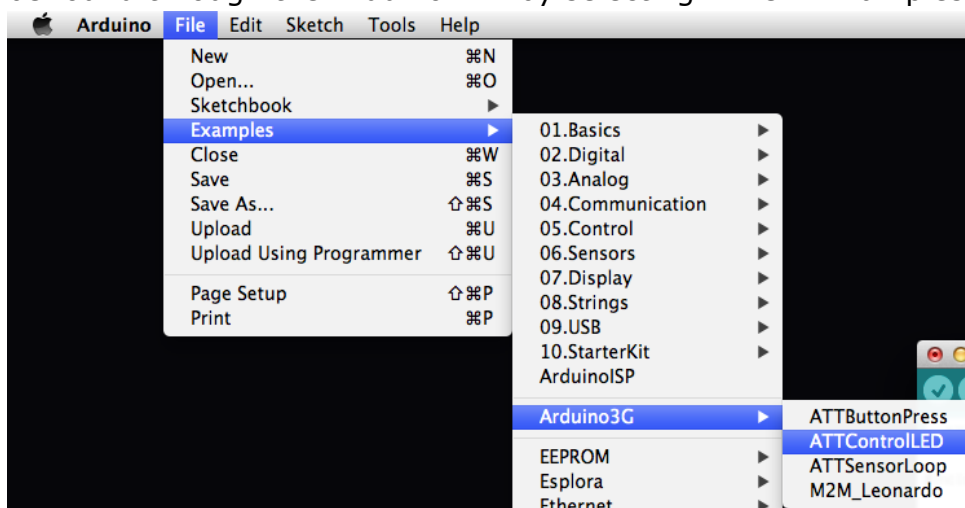 Arduino File Edit Sketch Tools Help
New ⌘N
Open... ⌘O
Sketchbook ▶
Examples ▶
Close ⌘W
Save ⌘S
Save As... ⇧⌘S
Upload ⌘U
Upload Using Programmer ⇧⌘U
Page Setup ⇧⌘P
Print ⌘P
01.Basics ▶
02.Digital ▶
03.Analog ▶
04.Communication ▶
05.Control ▶
06.Sensors ▶
07.Display ▶
08.Strings ▶
09.USB ▶
10.StarterKit ▶
ArduinoISP
Arduino3G ▶
EEPROM ▶
Esplora ▶
Ethernet ▶
ATTButtonPress
ATTControlLED
ATTSensorLoop
M2M_Leonardo